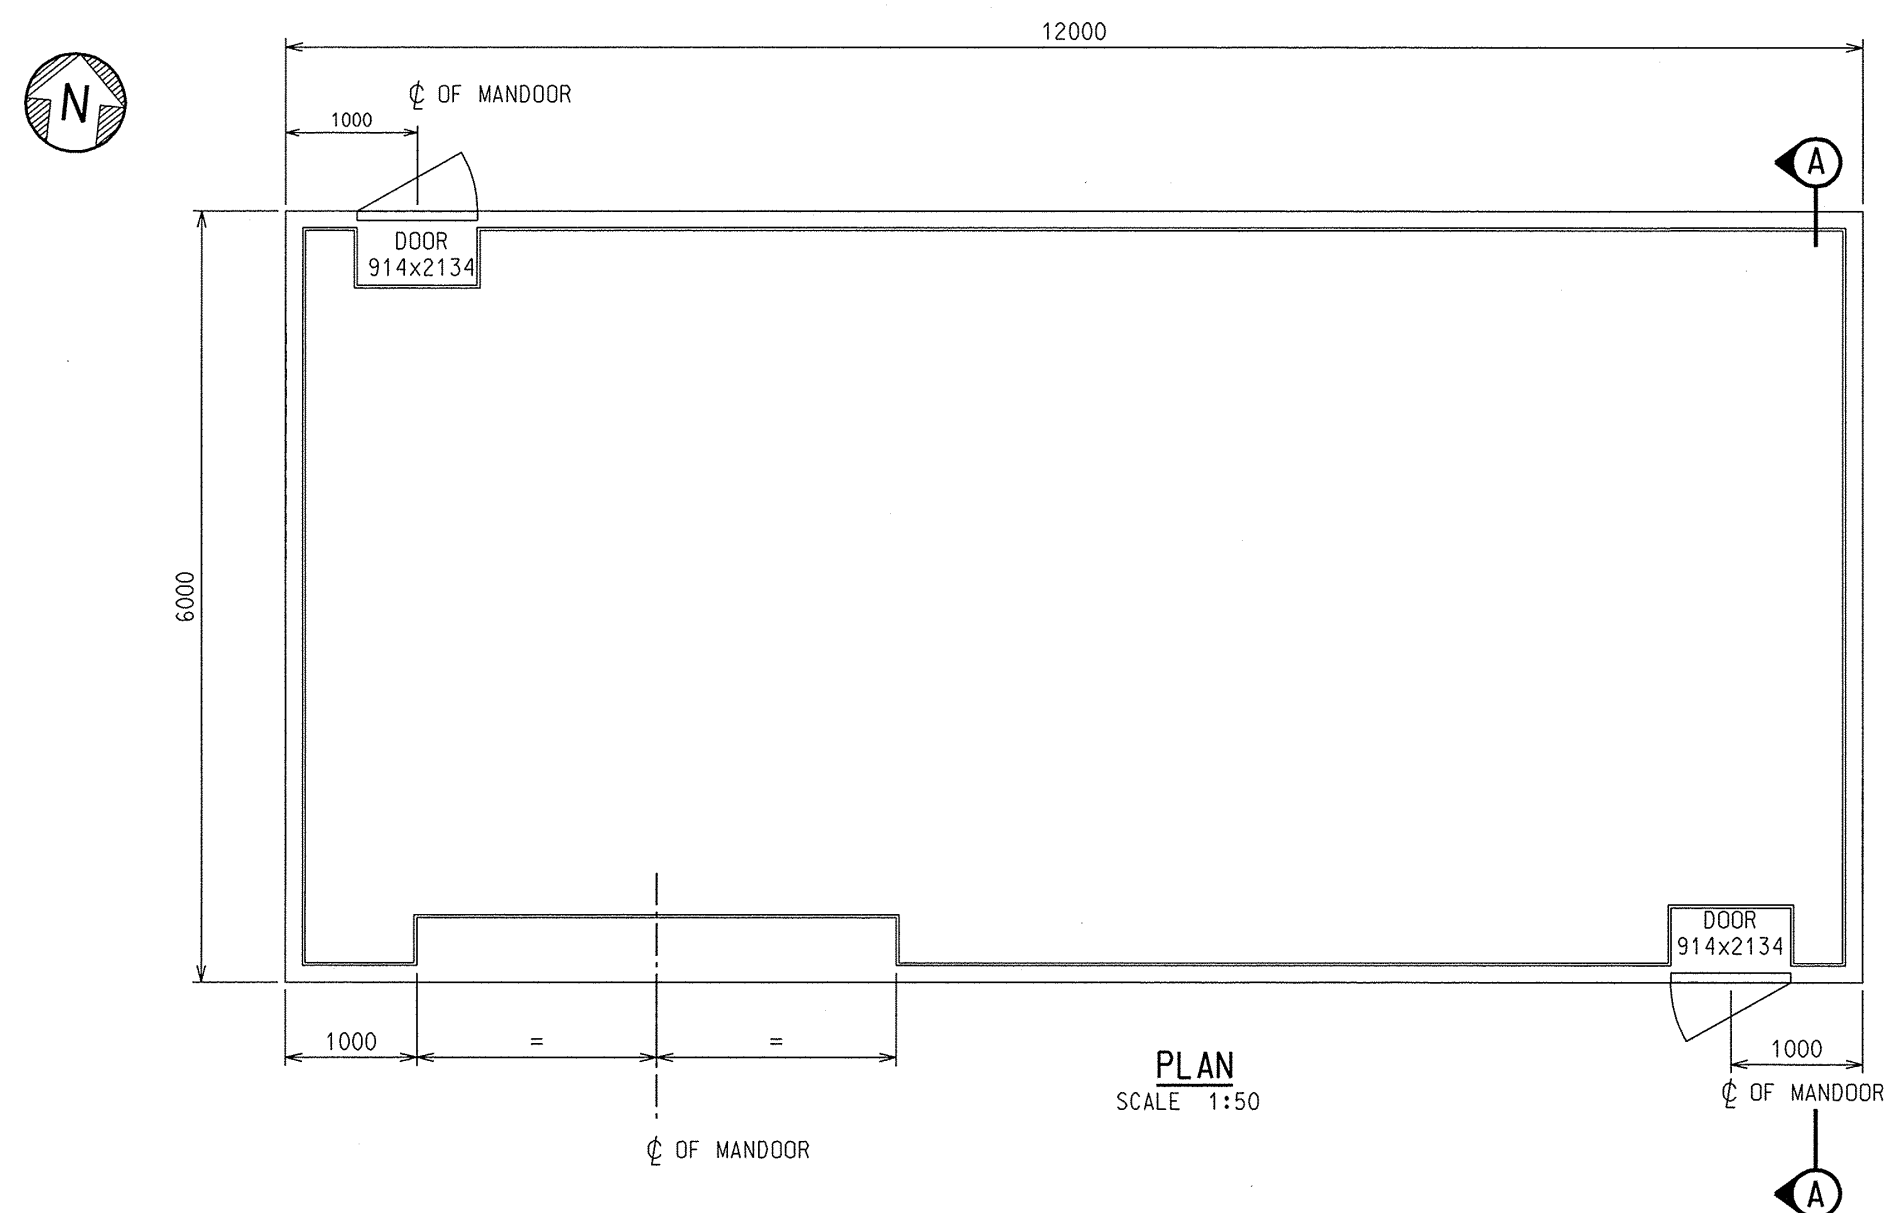 12000
N
℄ OF MANDOOR
1000
A
DOOR
914x2134
6000
DOOR
914x2134
1000
=
=
1000
PLAN
SCALE 1:50
℄ OF MANDOOR
℄ OF MANDOOR
A